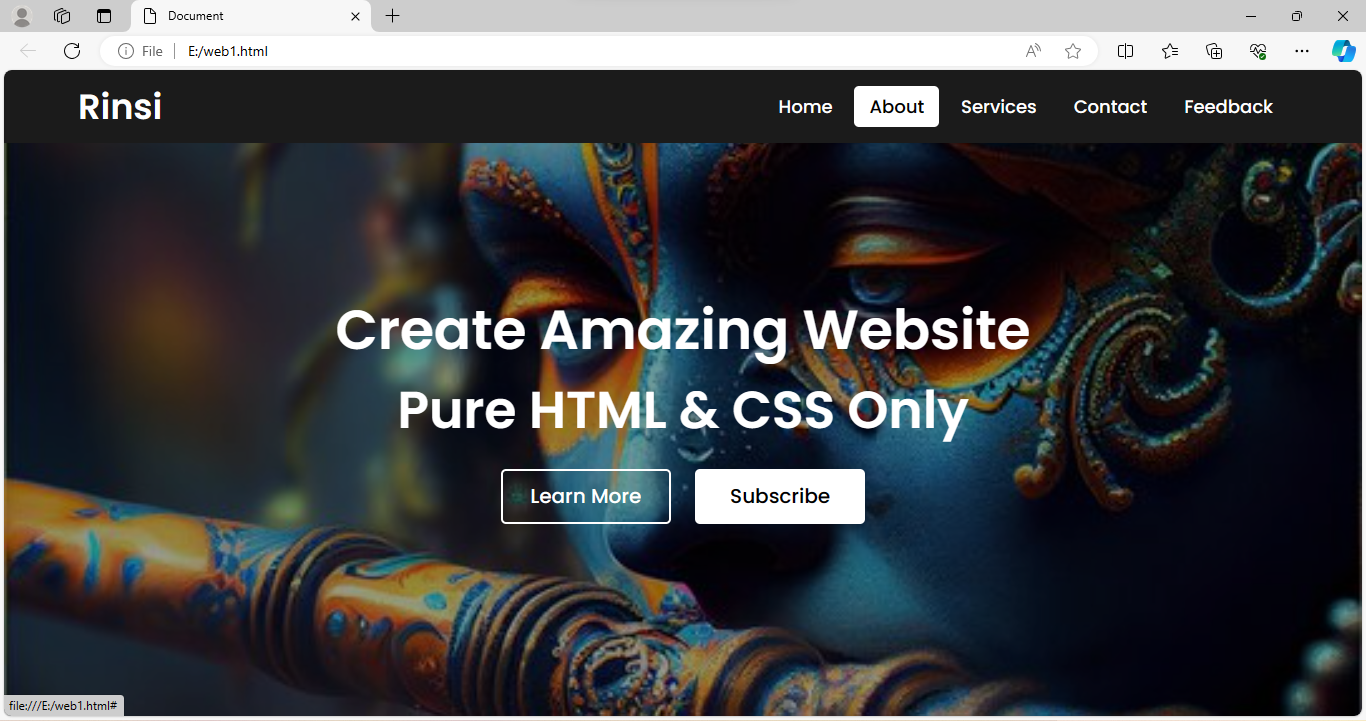 Document
File
E:/web1.html
Rinsi
Home About Services Contact Feedback
Create Amazing Website
Pure HTML & CSS Only
Learn More Subscribe
file:///E:/web1.html#